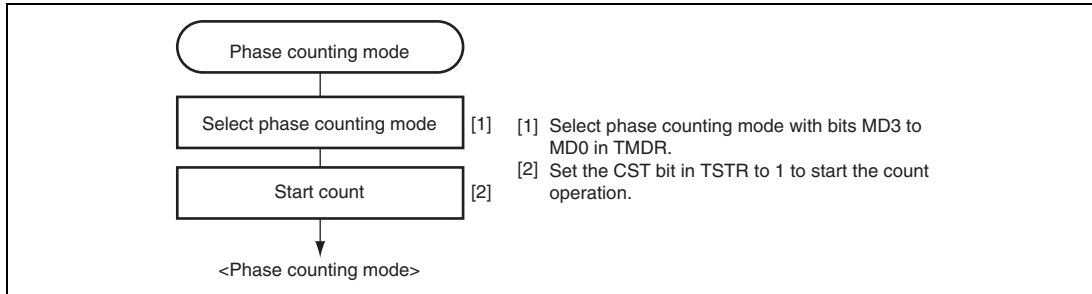 Phase counting mode
Select phase counting mode
[1]
[1] Select phase counting mode with bits MD3 to
MD0 in TMDR.
Start count
[2]
[2] Set the CST bit in TSTR to 1 to start the count
operation.
<Phase counting mode>